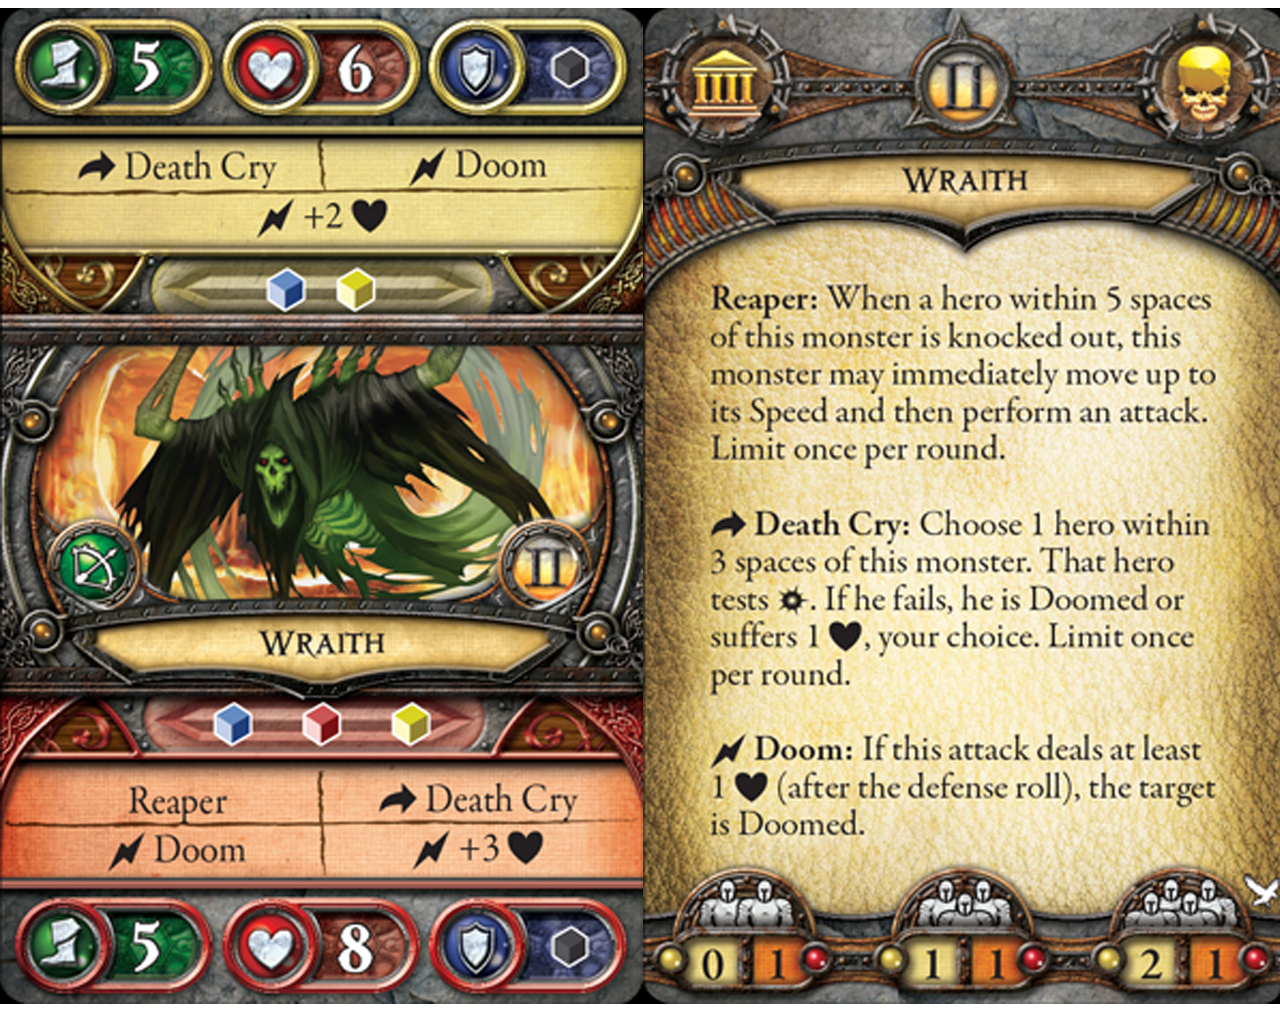 5 6
Death Cry Doom
+2
II
WRAITH
Reaper Death Cry
Doom +3
5 8
II
WRAITH
Reaper: When a hero within 5 spaces
of this monster is knocked out, this
monster may immediately move up to
its Speed and then perform an attack.
Limit once per round.
Death Cry: Choose 1 hero within
3 spaces of this monster. That hero
tests . If he fails, he is Doomed or
suffers 1 , your choice. Limit once
per round.
Doom: If this attack deals at least
1 (after the defense roll), the target
is Doomed.
0 1 1 1 2 1